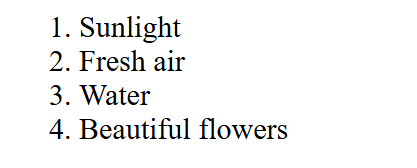 1. Sunlight
2. Fresh air
3. Water
4. Beautiful flowers